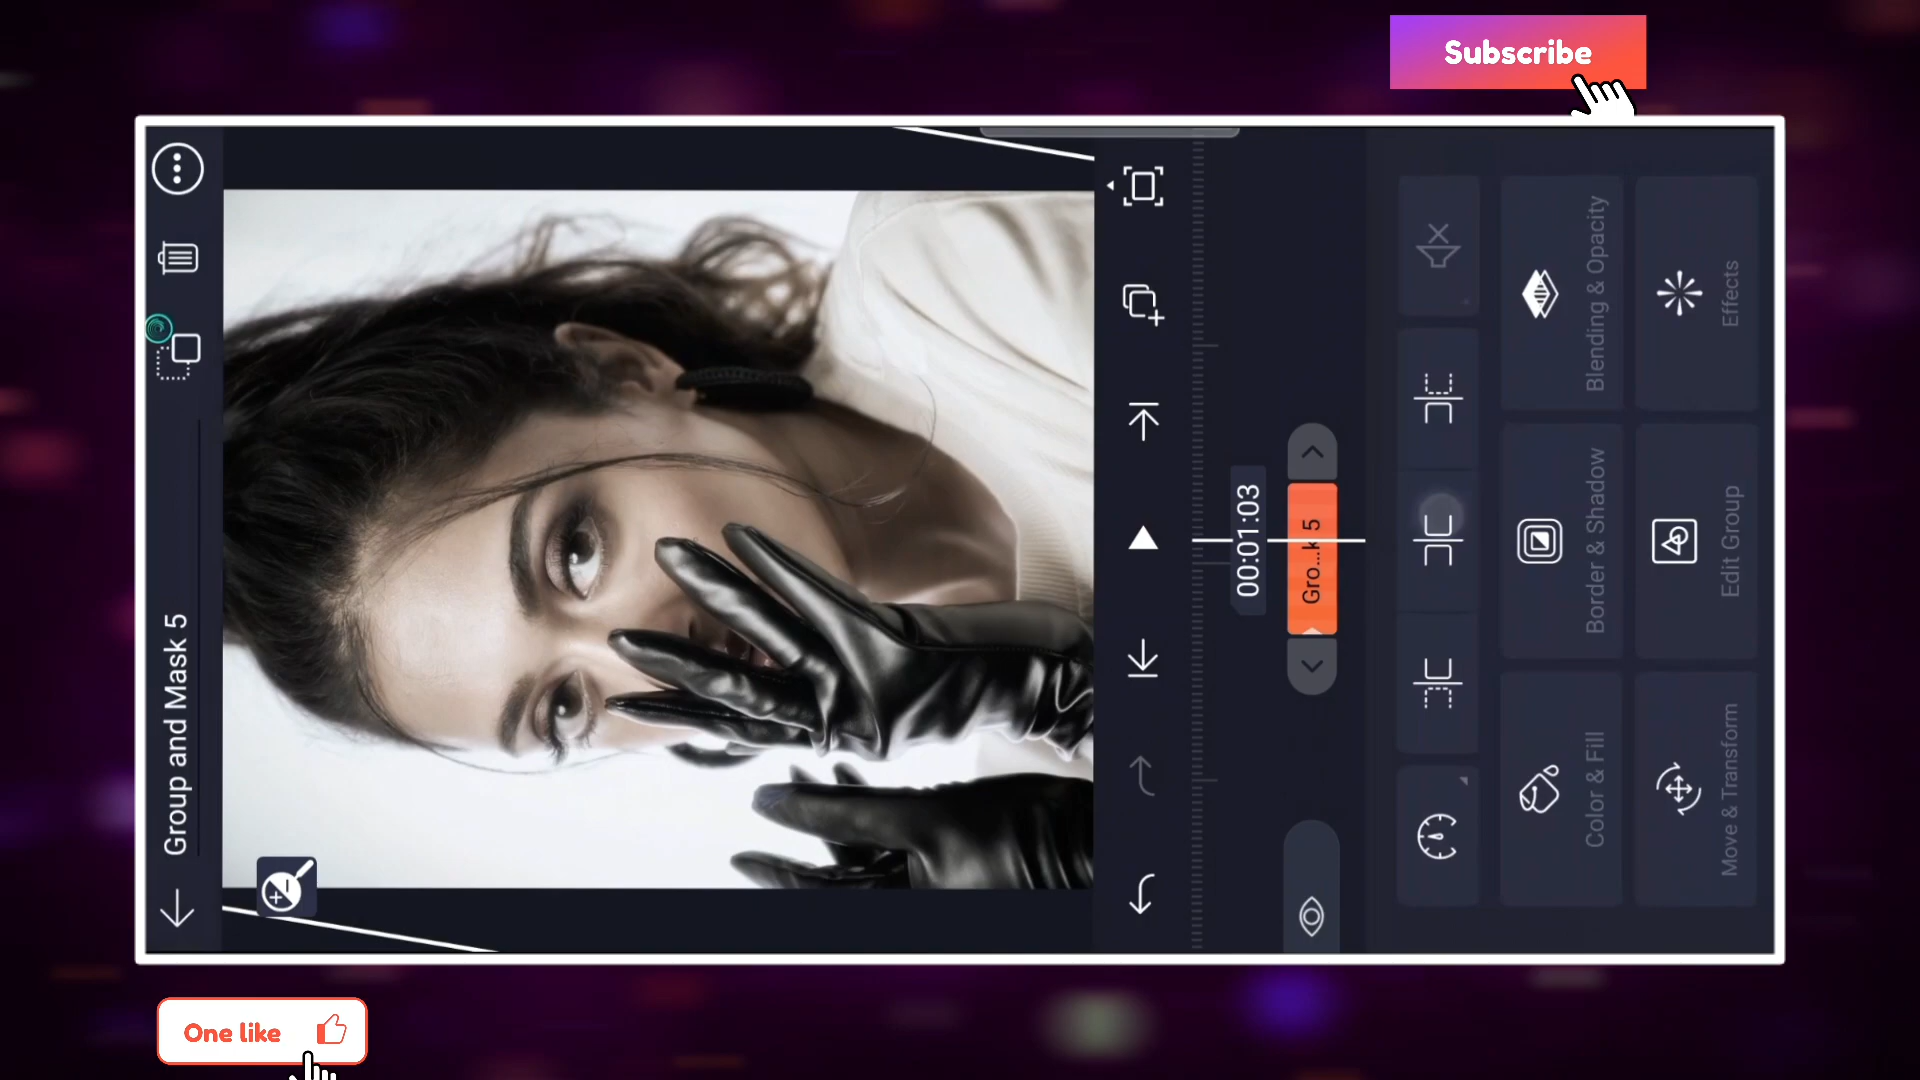 Subscribe
Group and Mask 5
00:01:03
Gro...k 5
Blending & Opacity
Effects
Border & Shadow
Edit Group
Color & Fill
Move & Transform
One like